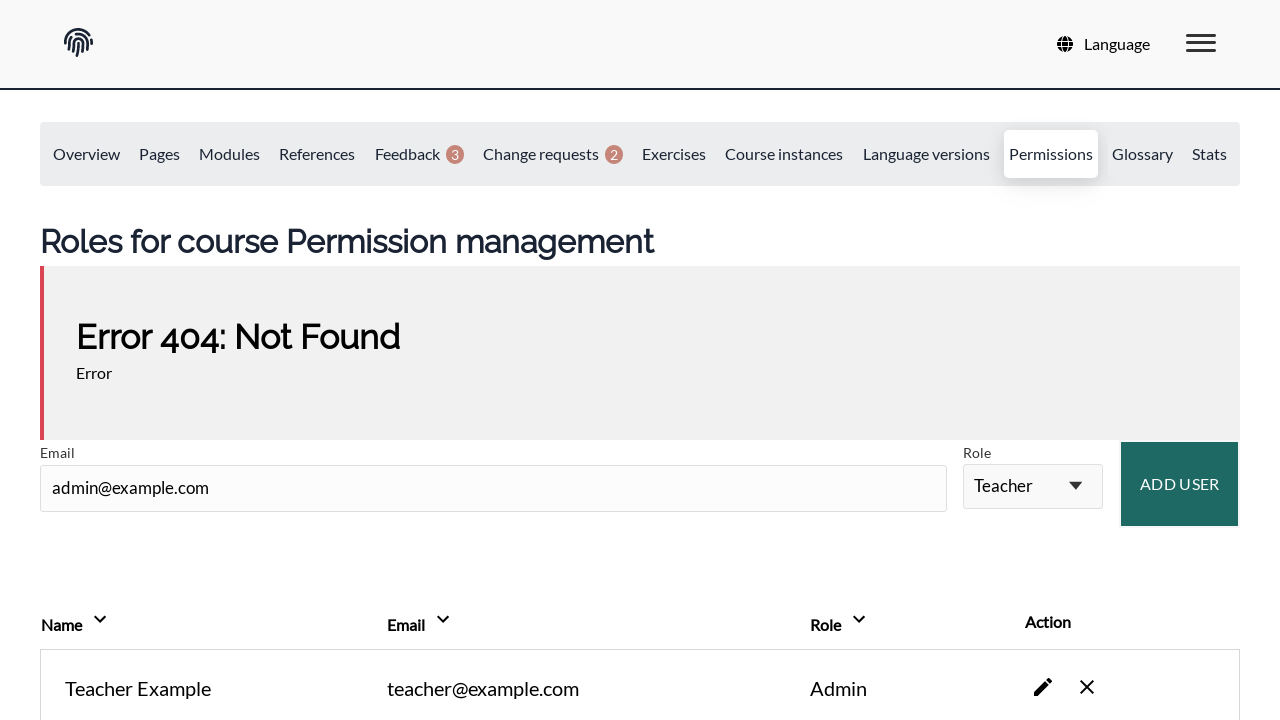 Language
Overview Pages Modules References Feedback 3 Change requests 2 Exercises Course instances Language versions Permissions Glossary Stats
Roles for course Permission management
Error 404: Not Found
Error
Email Role
admin@example.com Teacher ADD USER
Name Email Role Action
Teacher Example teacher@example.com Admin